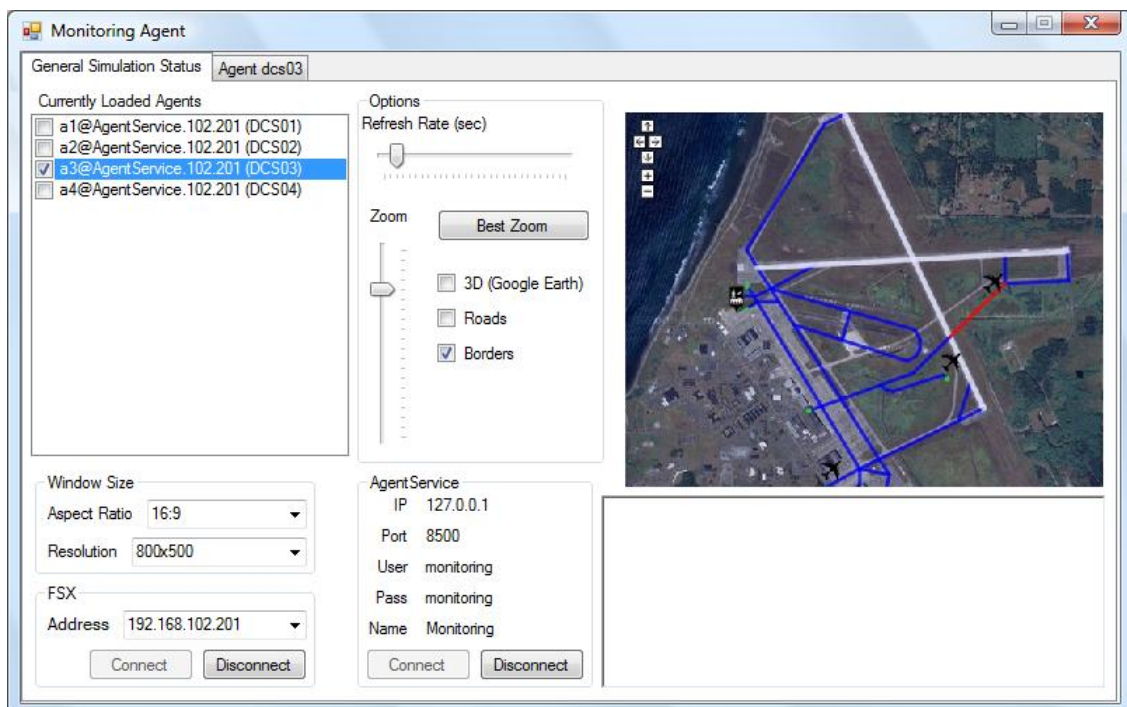 Monitoring Agent
General Simulation Status
Agent dcs03
Currently Loaded Agents
a1@AgentService.102.201 (DCS01)
a2@AgentService.102.201 (DCS02)
a3@AgentService.102.201 (DCS03)
a4@AgentService.102.201 (DCS04)
Options
Refresh Rate (sec)
Zoom
Best Zoom
3D (Google Earth)
Roads
Borders
Window Size
Aspect Ratio 16:9
Resolution 800x500
FSX
Address 192.168.102.201
Connect Disconnect
AgentService
IP 127.0.0.1
Port 8500
User monitoring
Pass monitoring
Name Monitoring
Connect Disconnect